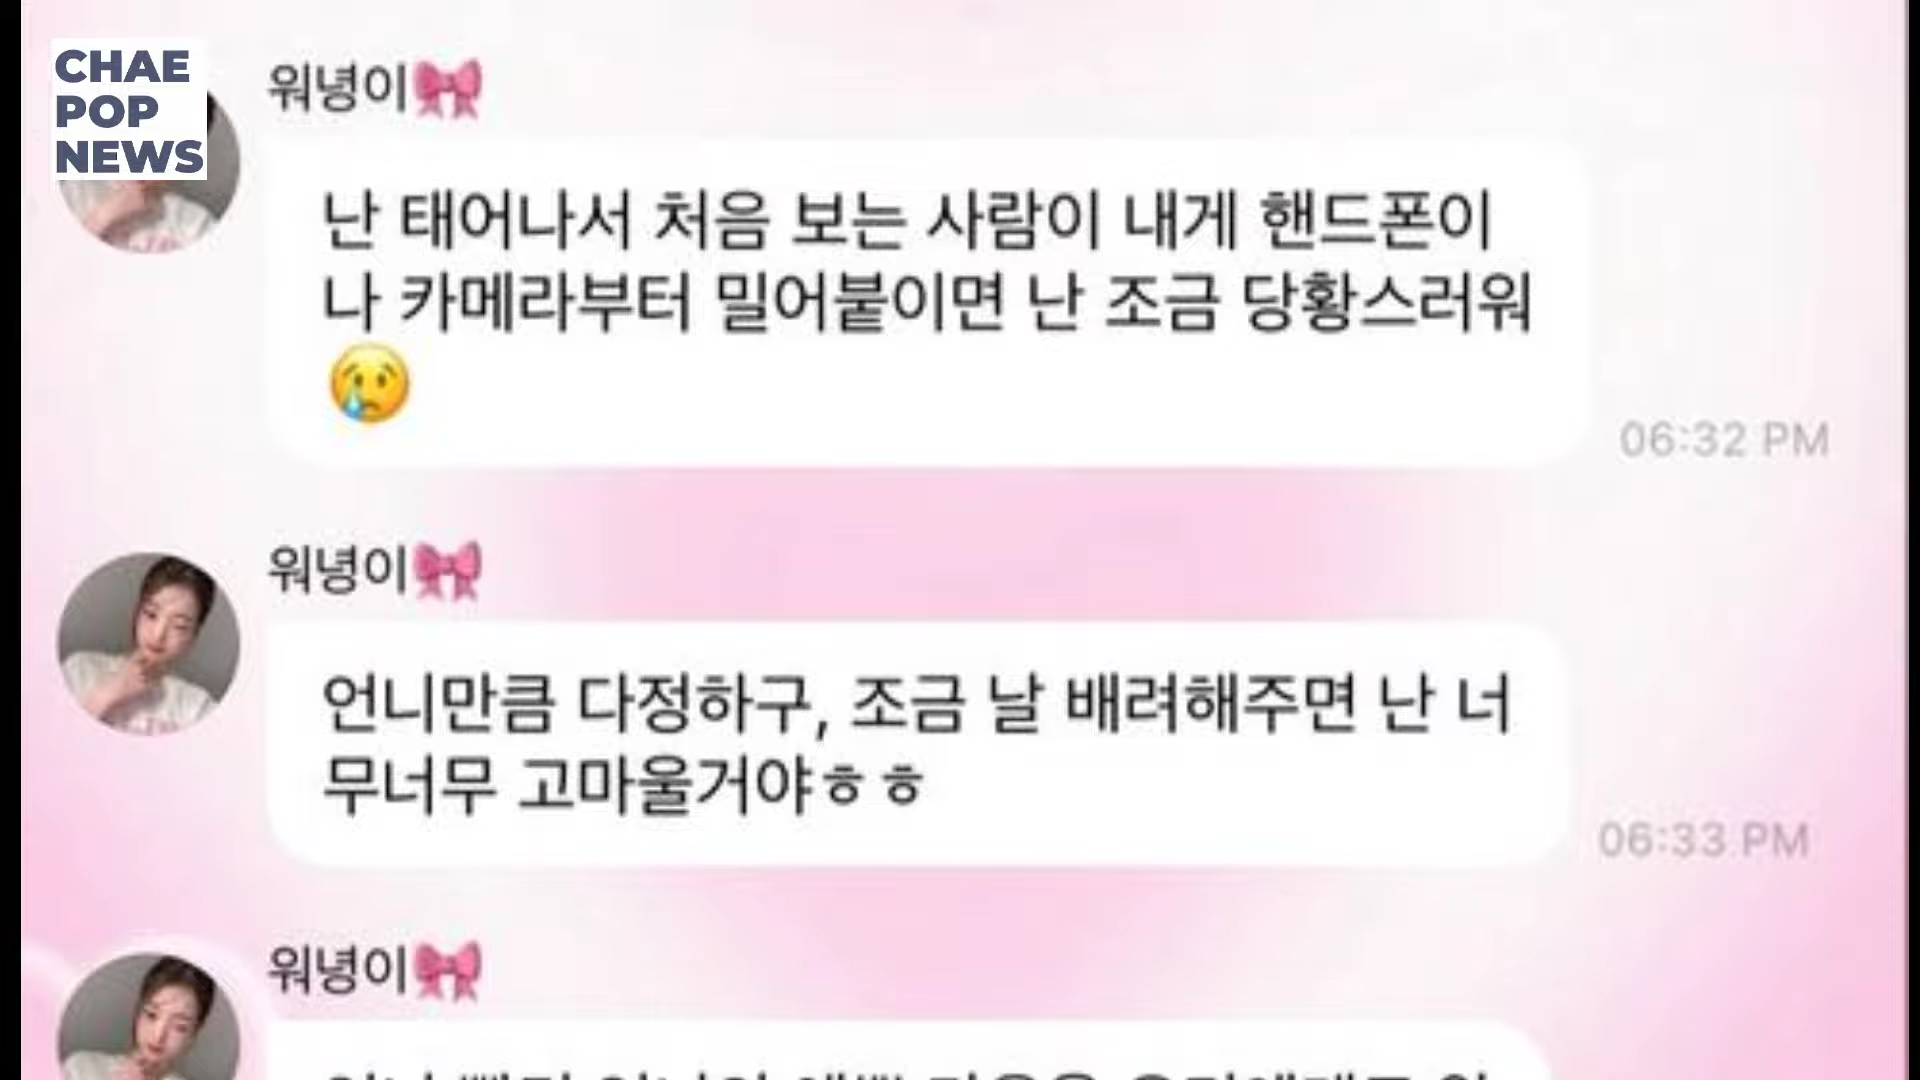 CHAE
POP
NEWS
워녕이🎀
난 태어나서 처음 보는 사람이 내게 핸드폰이
나 카메라부터 밀어붙이면 난 조금 당황스러워
😢
06:32 PM
워녕이🎀
언니만큼 다정하구, 조금 날 배려해주면 난 너
무너무 고마울거야ㅎㅎ
06:33 PM
워녕이🎀